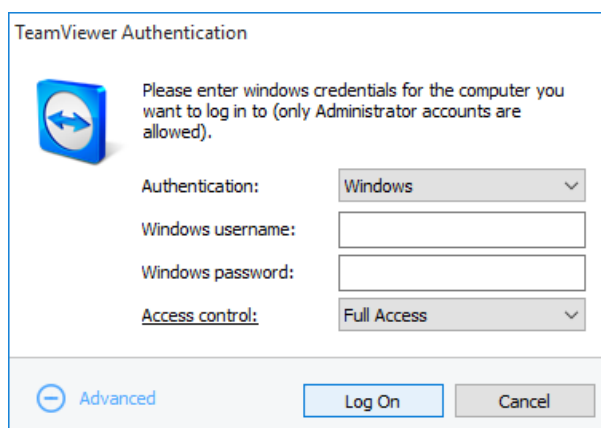 TeamViewer Authentication
Please enter windows credentials for the computer you
want to log in to (only Administrator accounts are
allowed).
Authentication: Windows
Windows username:
Windows password:
Access control: Full Access
Advanced Log On Cancel